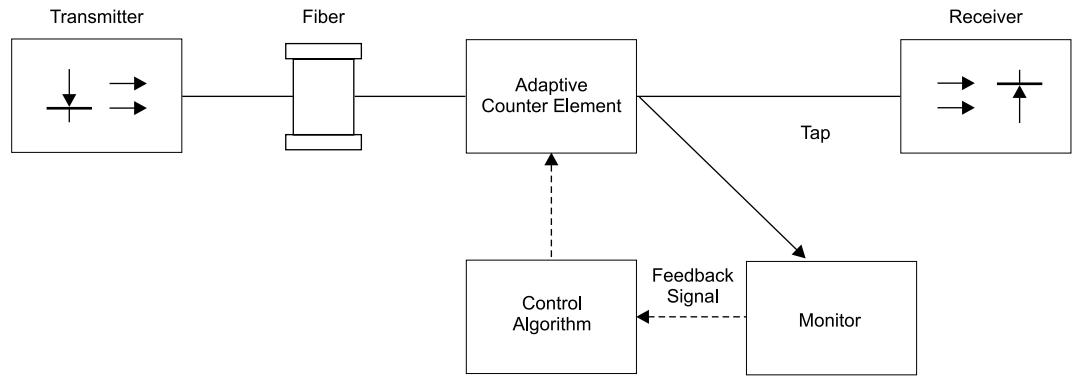 Transmitter
Fiber
Receiver
Adaptive
Counter Element
Tap
Control
Algorithm
Feedback
Signal
Monitor